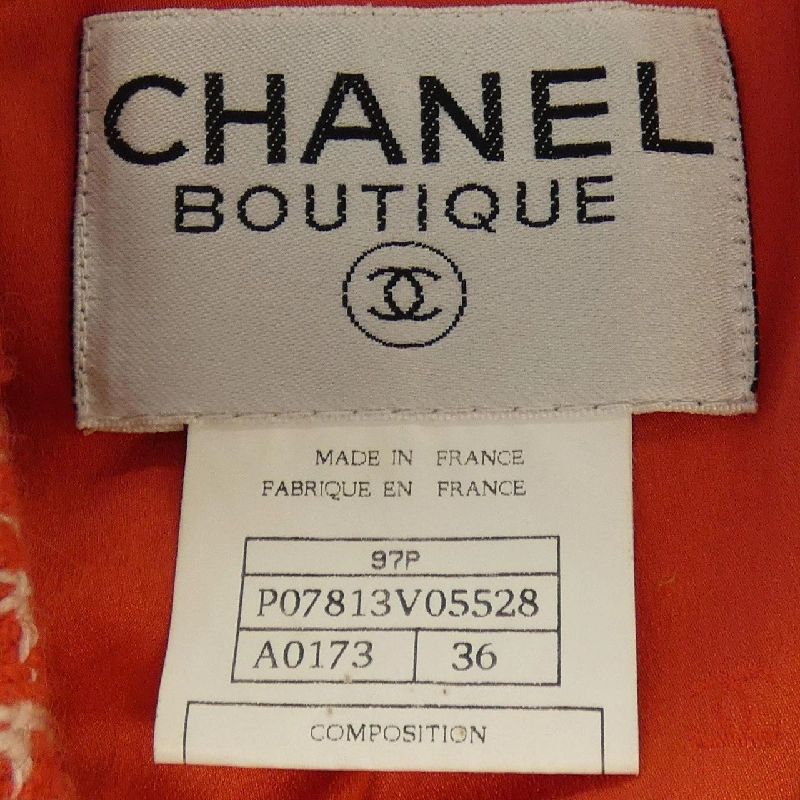 CHANEL
BOUTIQUE
MADE IN FRANCE
FABRIQUE EN FRANCE
97P
P07813V05528
A0173 36
COMPOSITION